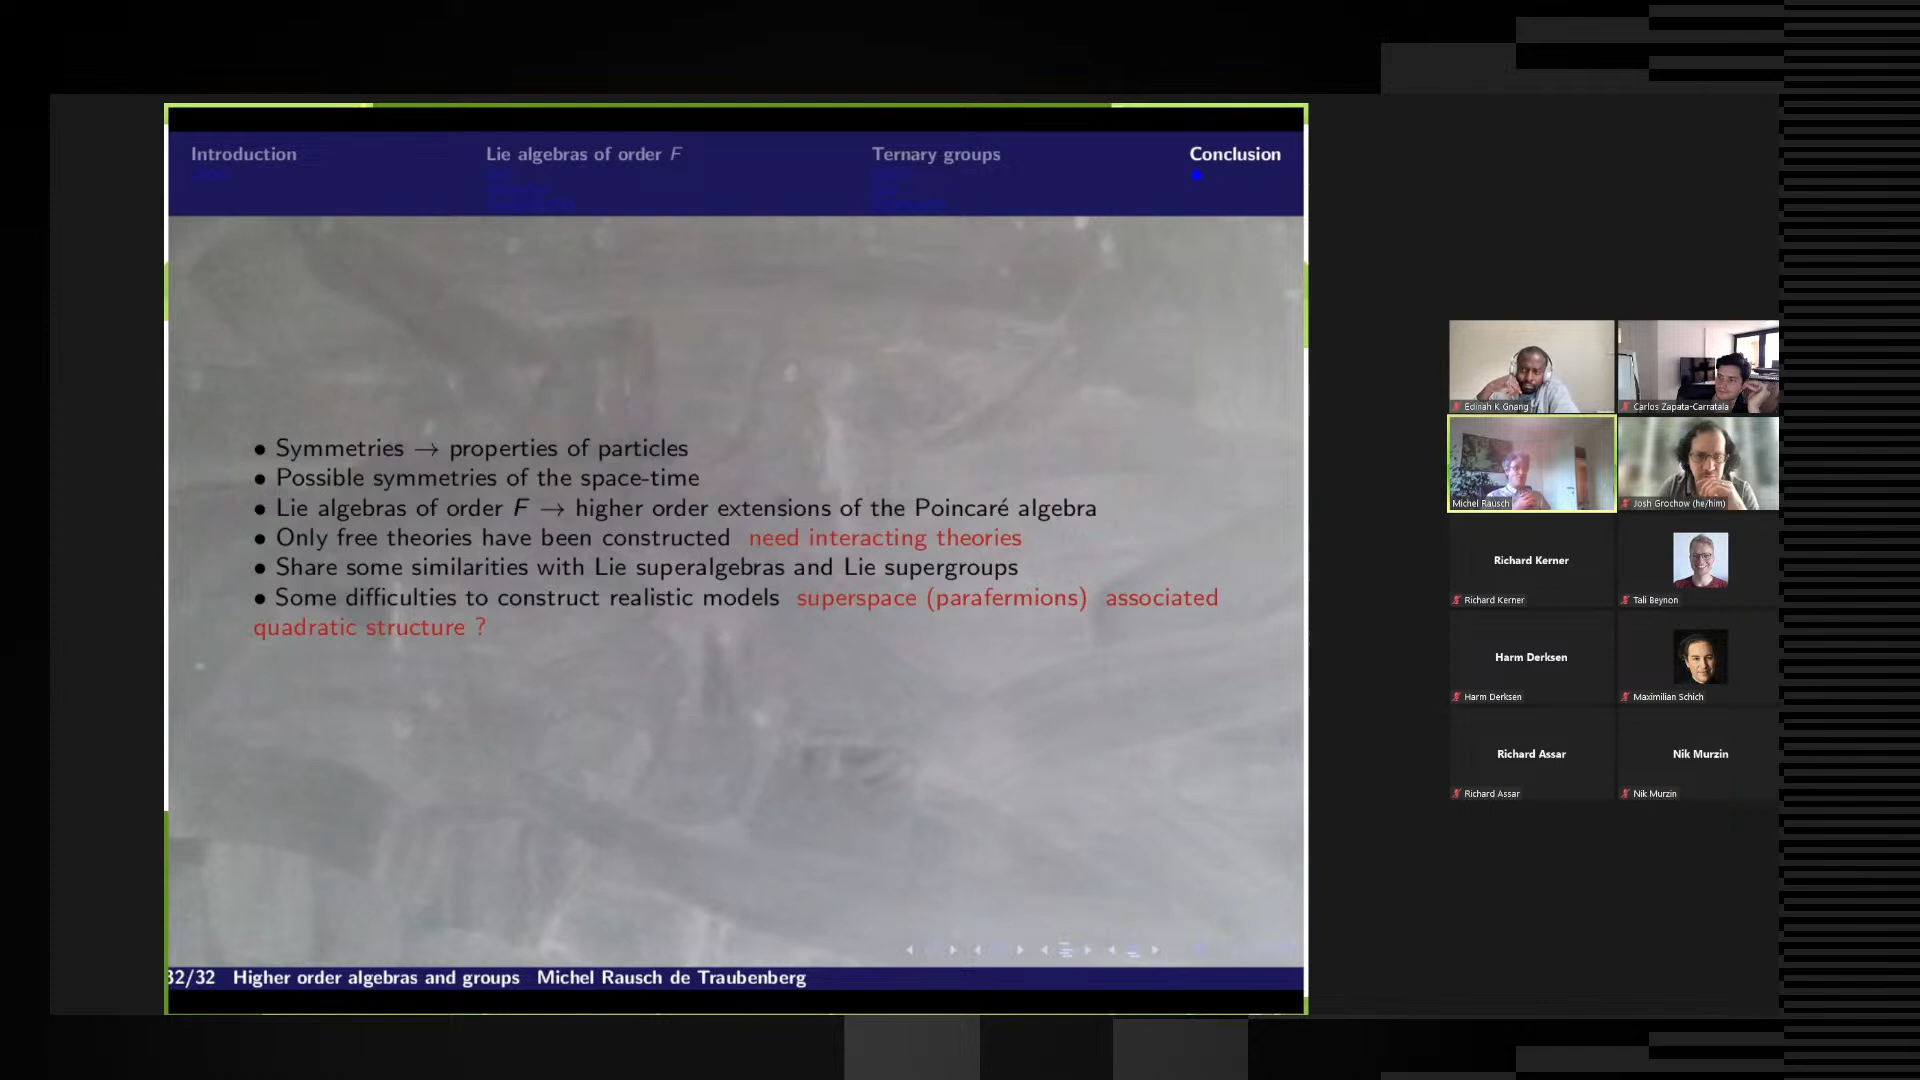 Introduction
Lie algebras of order F
Ternary groups
Conclusion
• Symmetries → properties of particles
• Possible symmetries of the space-time
• Lie algebras of order F → higher order extensions of the Poincaré algebra
• Only free theories have been constructed need interacting theories
• Share some similarities with Lie superalgebras and Lie supergroups
• Some difficulties to construct realistic models superspace (parafermions) associated
quadratic structure ?
32/32 Higher order algebras and groups Michel Rausch de Traubenberg
Edinah K Gnang
Carlos Zapata-Carratala
Michel Rausch
Josh Grochow (he/him)
Richard Kerner
Richard Kerner
Tali Beynon
Harm Derksen
Harm Derksen
Maximilian Schich
Richard Assar
Nik Murzin
Richard Assar
Nik Murzin